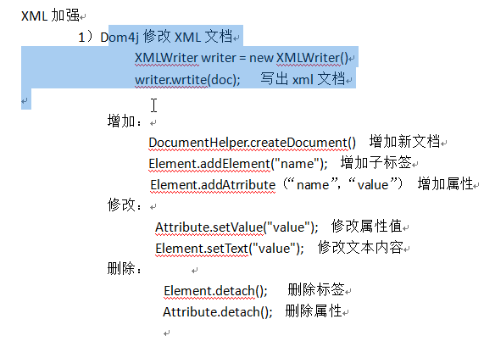 XML 加强
1）Dom4j 修改 XML 文档
XMLWriter writer = new XMLWriter()
writer.wrtite(doc); 写出 xml 文档
增加：
DocumentHelper.createDocument() 增加新文档
Element.addElement("name"); 增加子标签
Element.addAtrribute（“name”，“value”） 增加属性
修改：
Attribute.setValue("value"); 修改属性值
Element.setText("value"); 修改文本内容
删除：
Element.detach(); 删除标签
Attribute.detach(); 删除属性